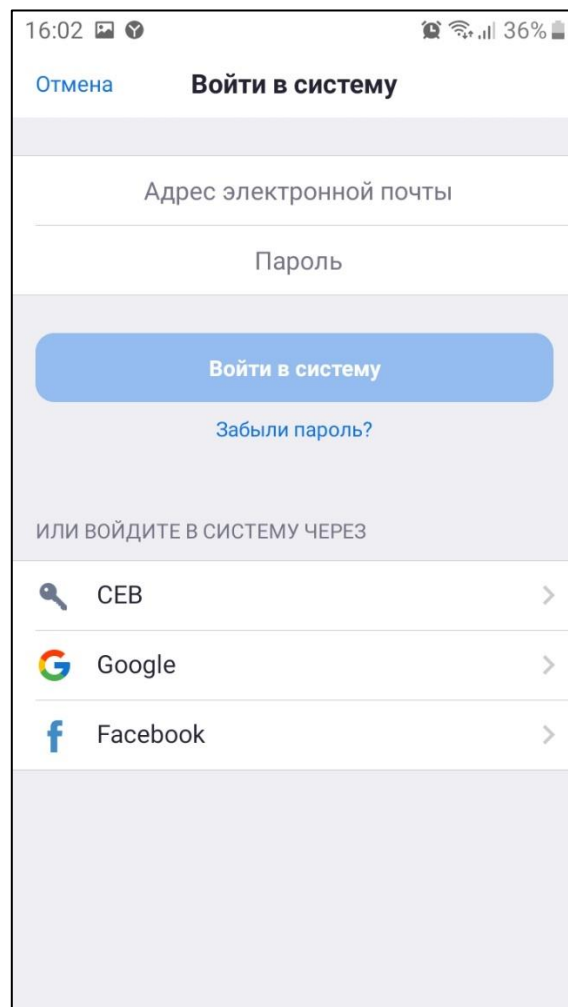 16:02 36%
Отмена Войти в систему
Адрес электронной почты
Пароль
Войти в систему
Забыли пароль?
ИЛИ ВОЙДИТЕ В СИСТЕМУ ЧЕРЕЗ
СЕВ
Google
Facebook